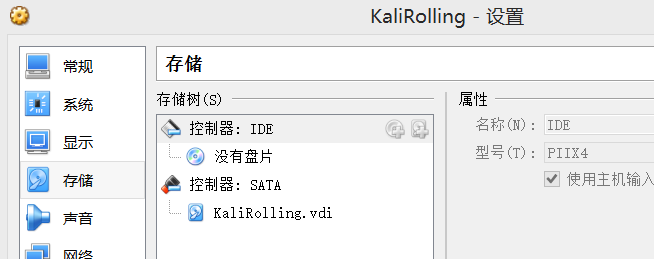 KaliRolling - 设置
常规
系统
显示
存储
声音
网络
存储
存储树(S)
控制器: IDE
没有盘片
控制器: SATA
KaliRolling.vdi
属性
名称(N): IDE
型号(T): PIIX4
使用主机输入